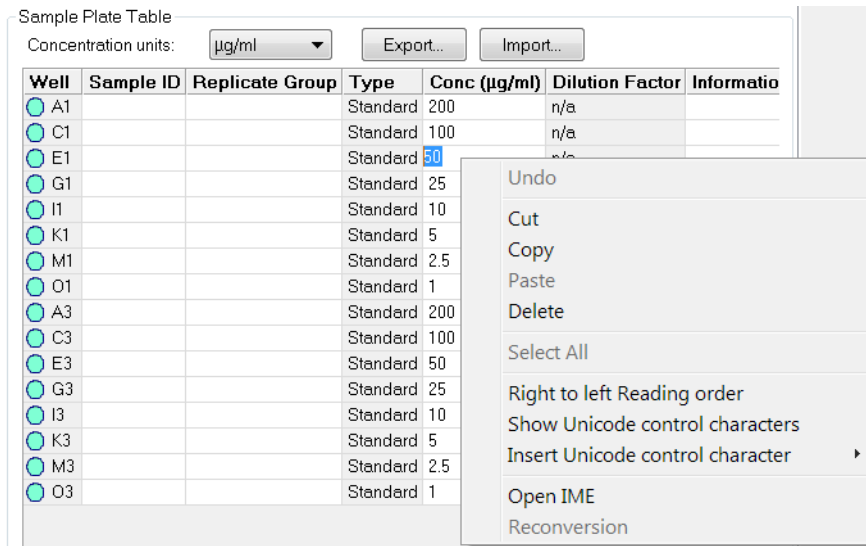 Sample Plate Table
Concentration units: µg/ml Export... Import...
Well Sample ID Replicate Group Type Conc (µg/ml) Dilution Factor Informatio
A1 Standard 200 n/a
C1 Standard 100 n/a
E1 Standard 50 n/a
G1 Standard 25
I1 Standard 10
K1 Standard 5
M1 Standard 2.5
O1 Standard 1
A3 Standard 200
C3 Standard 100
E3 Standard 50
G3 Standard 25
I3 Standard 10
K3 Standard 5
M3 Standard 2.5
O3 Standard 1
Undo
Cut
Copy
Paste
Delete
Select All
Right to left Reading order
Show Unicode control characters
Insert Unicode control character
Open IME
Reconversion